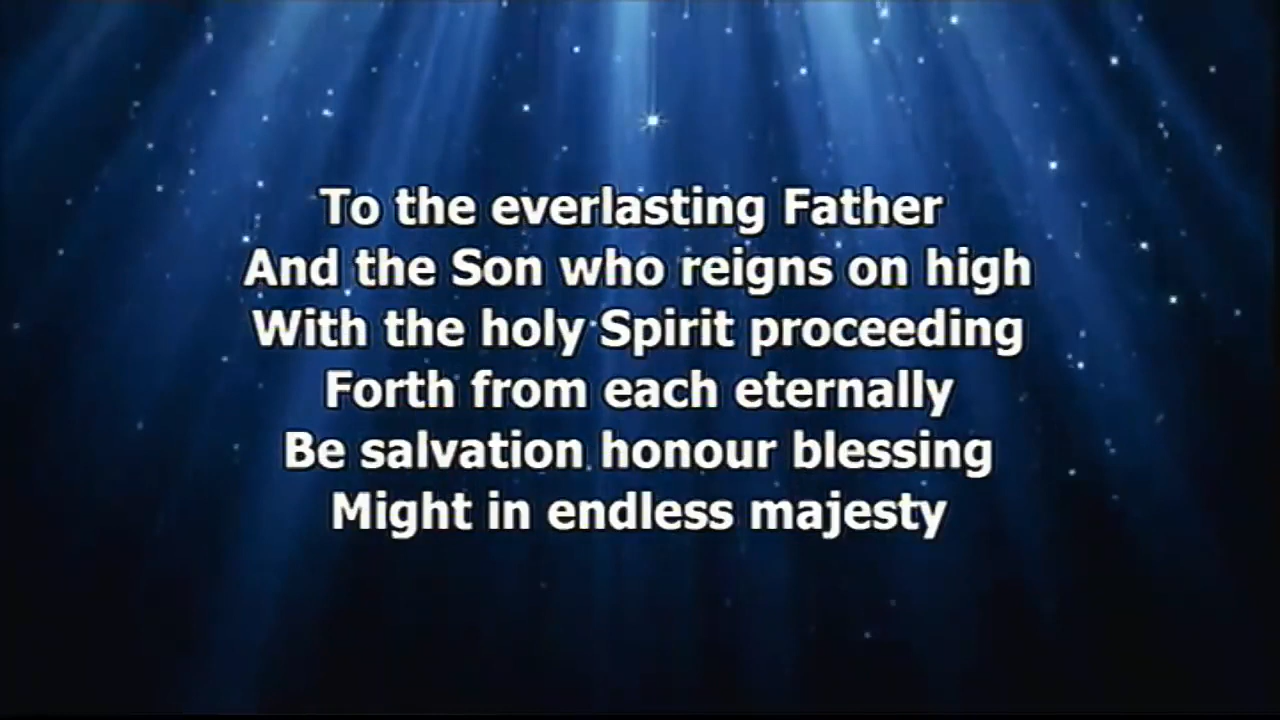 To the everlasting Father
And the Son who reigns on high
With the holy Spirit proceeding
Forth from each eternally
Be salvation honour blessing
Might in endless majesty